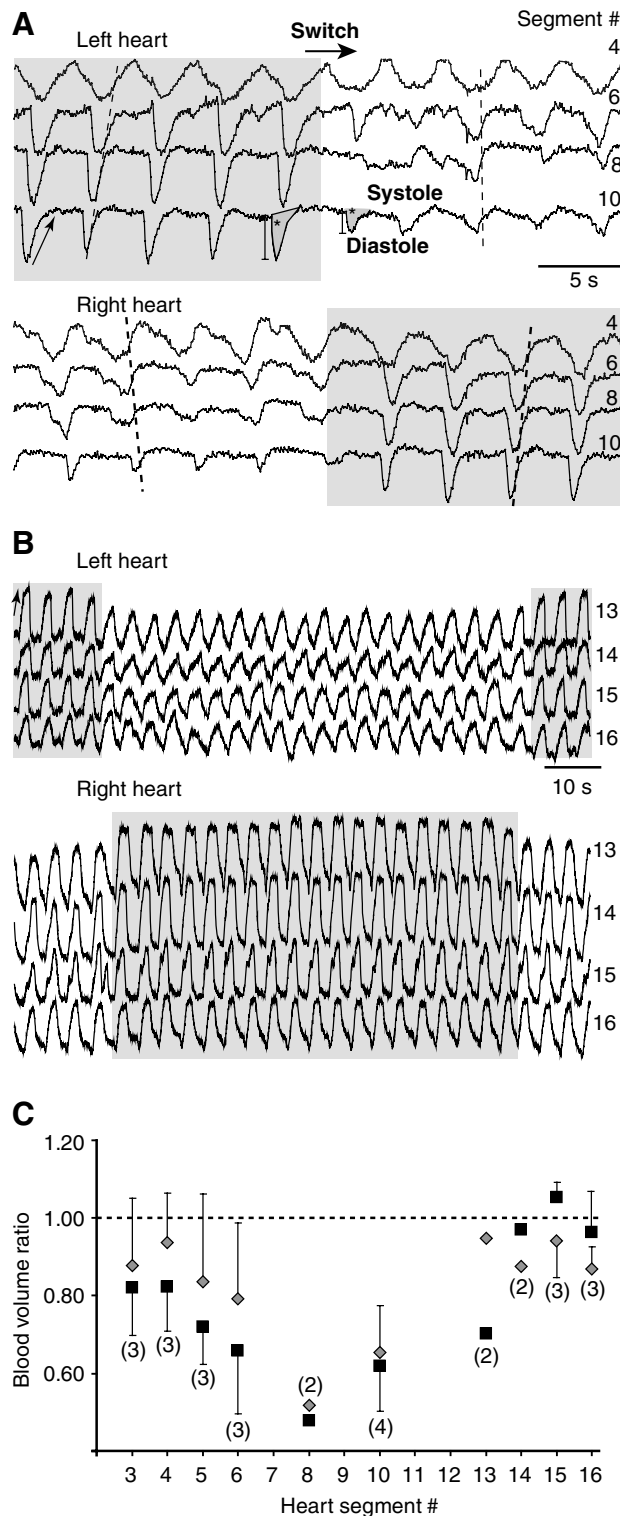 A
Switch
Segment #
Left heart
4
6
8
Systole
*
*
10
Diastole
5 s
Right heart
4
6
8
10
B
Left heart
13
14
15
16
10 s
Right heart
13
14
15
16
C
1.20
1.00
0.80
0.60
Blood volume ratio
(3)
(3)
(3)
(3)
(2)
(4)
(2)
(2)
(3)
(3)
3 4 5 6 8 9 10 11 13 14 15 16
Heart segment #